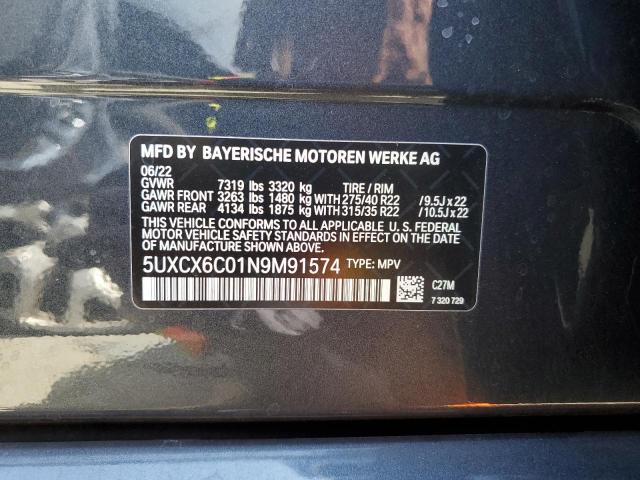 MFD BY BAYERISCHE MOTOREN WERKE AG
06/22
GVWR 7319 lbs 3320 kg TIRE / RIM
GAWR FRONT 3263 lbs 1480 kg WITH 275/40 R22 /9.5J x 22
GAWR REAR 4134 lbs 1875 kg WITH 315/35 R22 /10.5J x 22
THIS VEHICLE CONFORMS TO ALL APPLICABLE U.S. FEDERAL
MOTOR VEHICLE SAFETY STANDARDS IN EFFECT ON THE
DATE OF MANUFACTURE SHOWN ABOVE.
5UXCX6C01N9M91574 TYPE: MPV
C27M
7 320 729